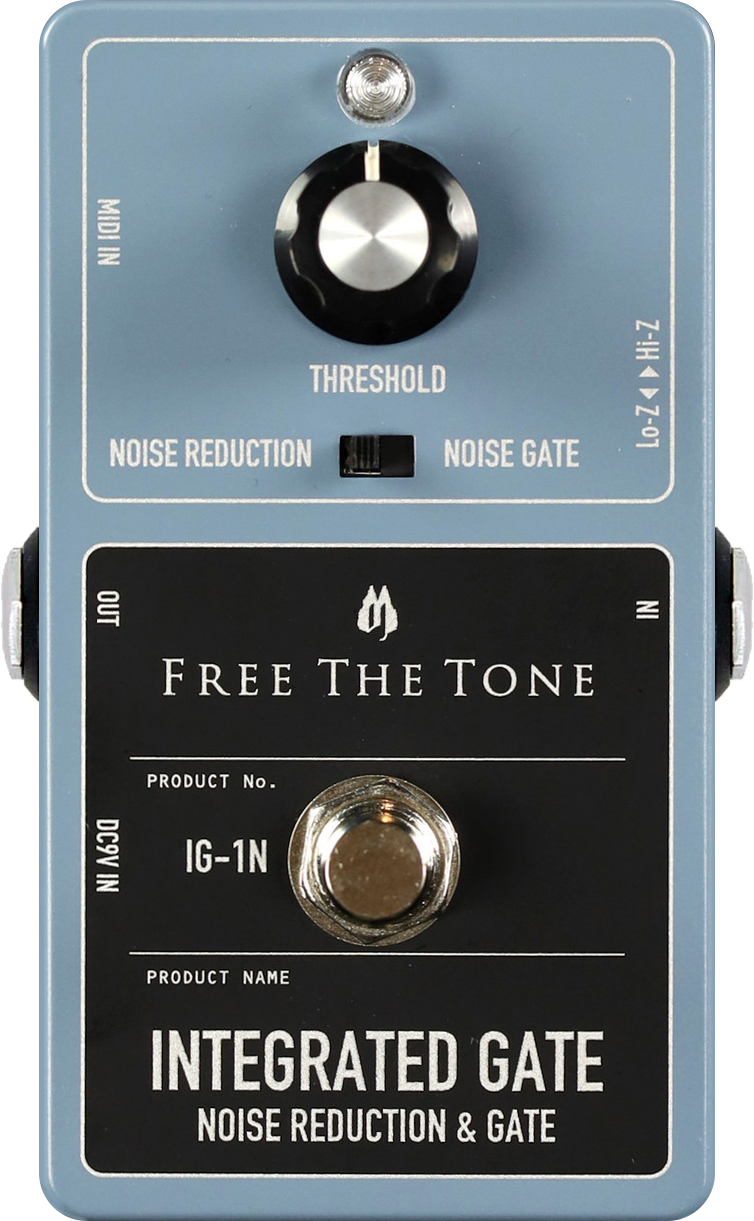 MIDI IN
THRESHOLD
Lo-Z ◀ ▶ Hi-Z
NOISE REDUCTION
NOISE GATE
OUT
IN
FREE THE TONE
PRODUCT No.
IG-1N
DC9V IN
PRODUCT NAME
INTEGRATED GATE
NOISE REDUCTION & GATE